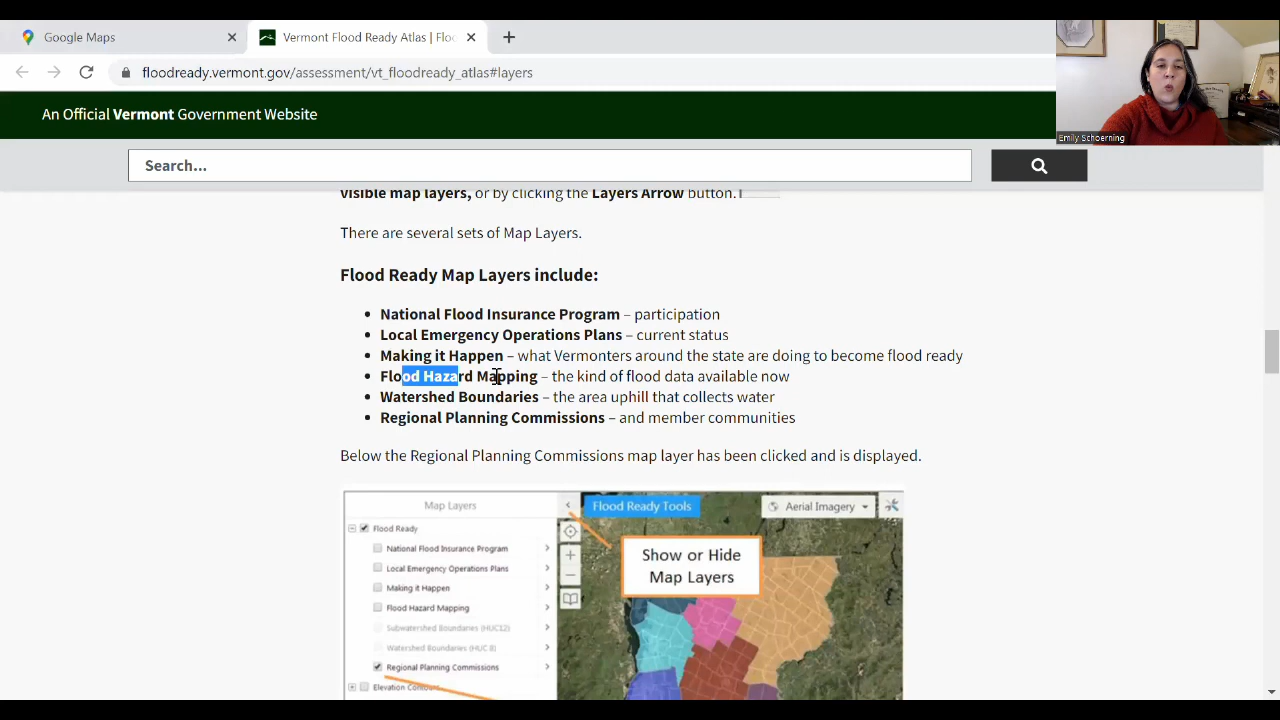 Google Maps
Vermont Flood Ready Atlas | Floo
floodready.vermont.gov/assessment/vt_floodready_atlas#layers
An Official Vermont Government Website
Emily Schoerning
Search...
visible map layers, or by clicking the Layers Arrow button.
There are several sets of Map Layers.
Flood Ready Map Layers include:
• National Flood Insurance Program – participation
• Local Emergency Operations Plans – current status
• Making it Happen – what Vermonters around the state are doing to become flood ready
• Flood Hazard Mapping – the kind of flood data available now
• Watershed Boundaries – the area uphill that collects water
• Regional Planning Commissions – and member communities
Below the Regional Planning Commissions map layer has been clicked and is displayed.
Map Layers
Flood Ready Tools
Aerial Imagery
Flood Ready
National Flood Insurance Program
Local Emergency Operations Plans
Making it Happen
Flood Hazard Mapping
Subwatershed Boundaries (HUC12)
Watershed Boundaries (HUC 8)
Regional Planning Commissions
Elevation Contours
Show or Hide
Map Layers